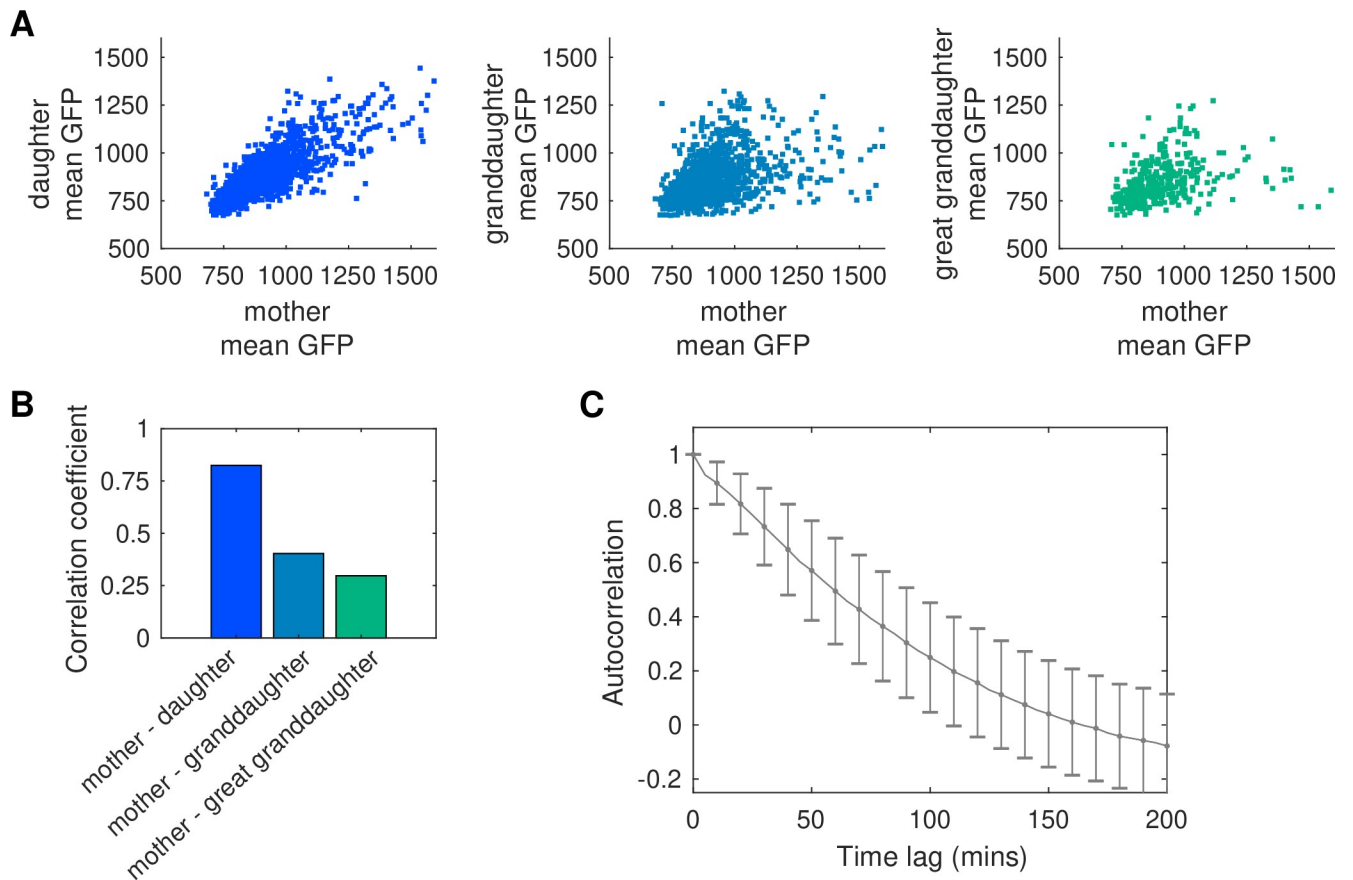 A
daughter
mean GFP
1500
1250
1000
750
500
500 750 1000 1250 1500
mother
mean GFP
granddaughter
mean GFP
1500
1250
1000
750
500
500 750 1000 1250 1500
mother
mean GFP
great granddaughter
mean GFP
1500
1250
1000
750
500
500 750 1000 1250 1500
mother
mean GFP
B
Correlation coefficient
1
0.75
0.5
0.25
0
mother - daughter
mother - granddaughter
mother - great granddaughter
C
Autocorrelation
1
0.8
0.6
0.4
0.2
0
-0.2
0 50 100 150 200
Time lag (mins)